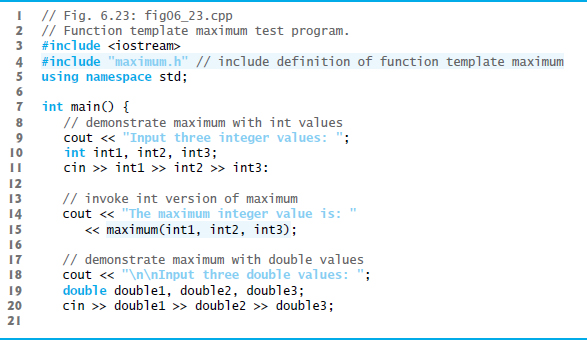 1 // Fig. 6.23: fig06_23.cpp
2 // Function template maximum test program.
3 #include <iostream>
4 #include "maximum.h" // include definition of function template maximum
5 using namespace std;
6
7 int main() {
8 // demonstrate maximum with int values
9 cout << "Input three integer values: ";
10 int int1, int2, int3;
11 cin >> int1 >> int2 >> int3:
12
13 // invoke int version of maximum
14 cout << "The maximum integer value is: "
15 << maximum(int1, int2, int3);
16
17 // demonstrate maximum with double values
18 cout << "\n\nInput three double values: ";
19 double double1, double2, double3;
20 cin >> double1 >> double2 >> double3;
21